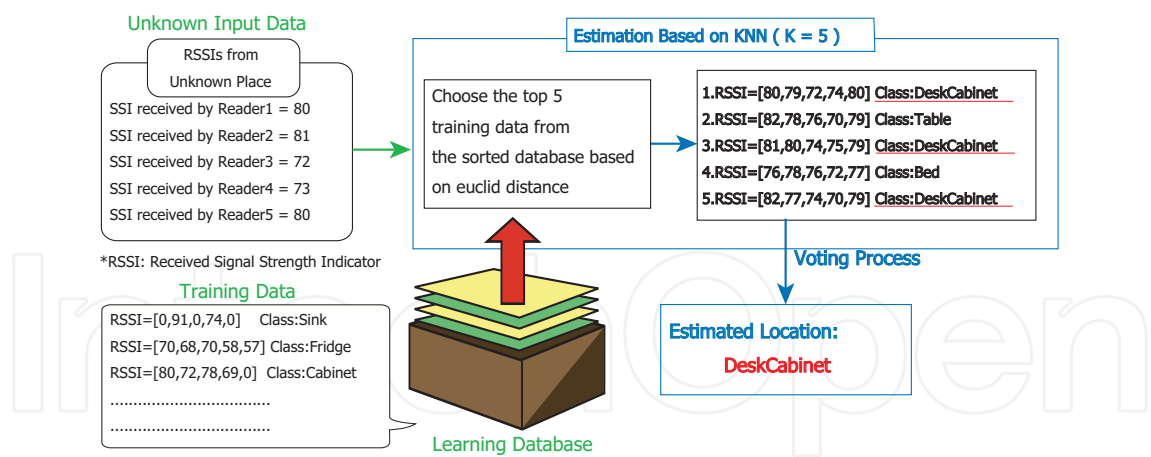 Unknown Input Data
RSSIs from
Unknown Place
SSI received by Reader1 = 80
SSI received by Reader2 = 81
SSI received by Reader3 = 72
SSI received by Reader4 = 73
SSI received by Reader5 = 80
*RSSI: Received Signal Strength Indicator
Training Data
RSSI=[0,91,0,74,0] Class:Sink
RSSI=[70,68,70,58,57] Class:Fridge
RSSI=[80,72,78,69,0] Class:Cabinet
....................................
....................................
Learning Database
Estimation Based on KNN ( K = 5 )
Choose the top 5
training data from
the sorted database based
on euclid distance
1.RSSI=[80,79,72,74,80] Class:DeskCabinet
2.RSSI=[82,78,76,70,79] Class:Table
3.RSSI=[81,80,74,75,79] Class:DeskCabinet
4.RSSI=[76,78,76,72,77] Class:Bed
5.RSSI=[82,77,74,70,79] Class:DeskCabinet
Voting Process
Estimated Location:
DeskCabinet
IntechOpen